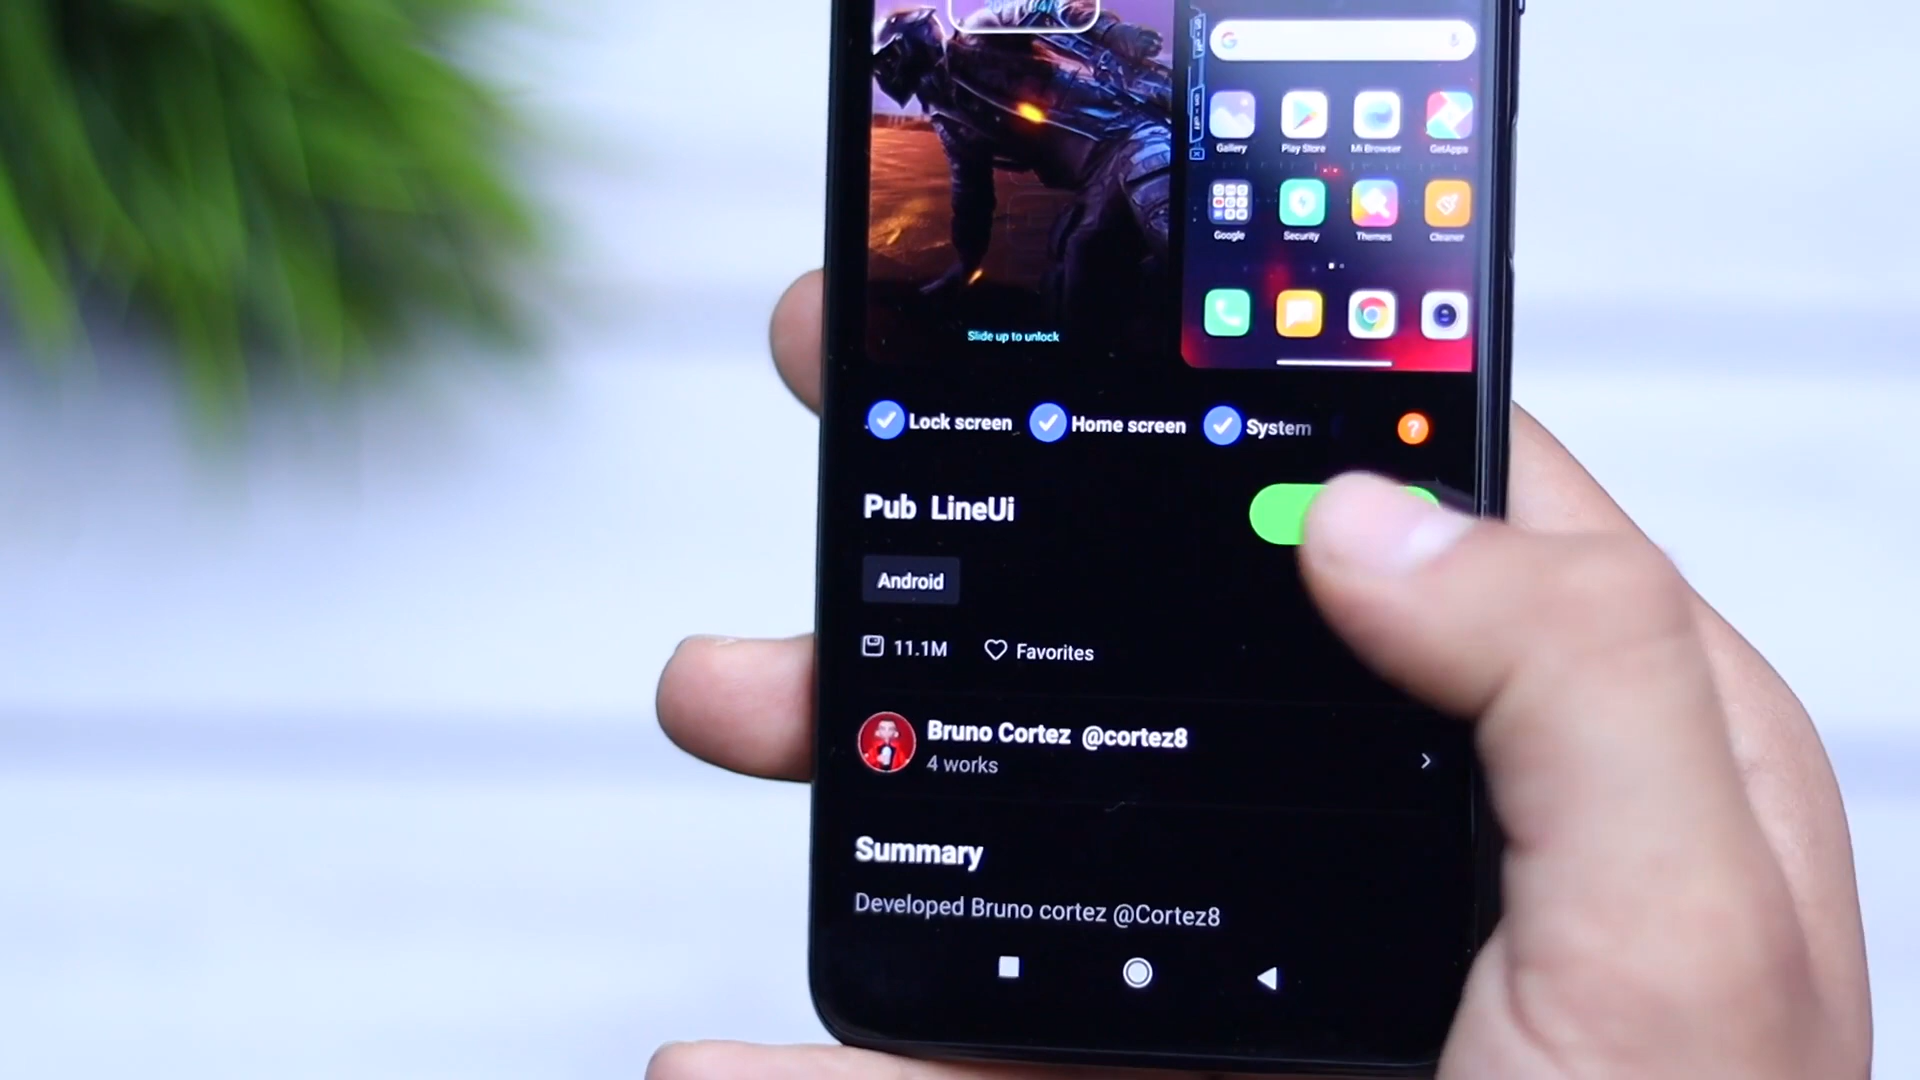 Gallery Play Store Mi Browser GetApps
Google Security Themes Cleaner
Slide up to unlock
Lock screen Home screen System ?
Pub LineUi
Android
11.1M Favorites
Bruno Cortez @cortez8
4 works
Summary
Developed Bruno cortez @Cortez8